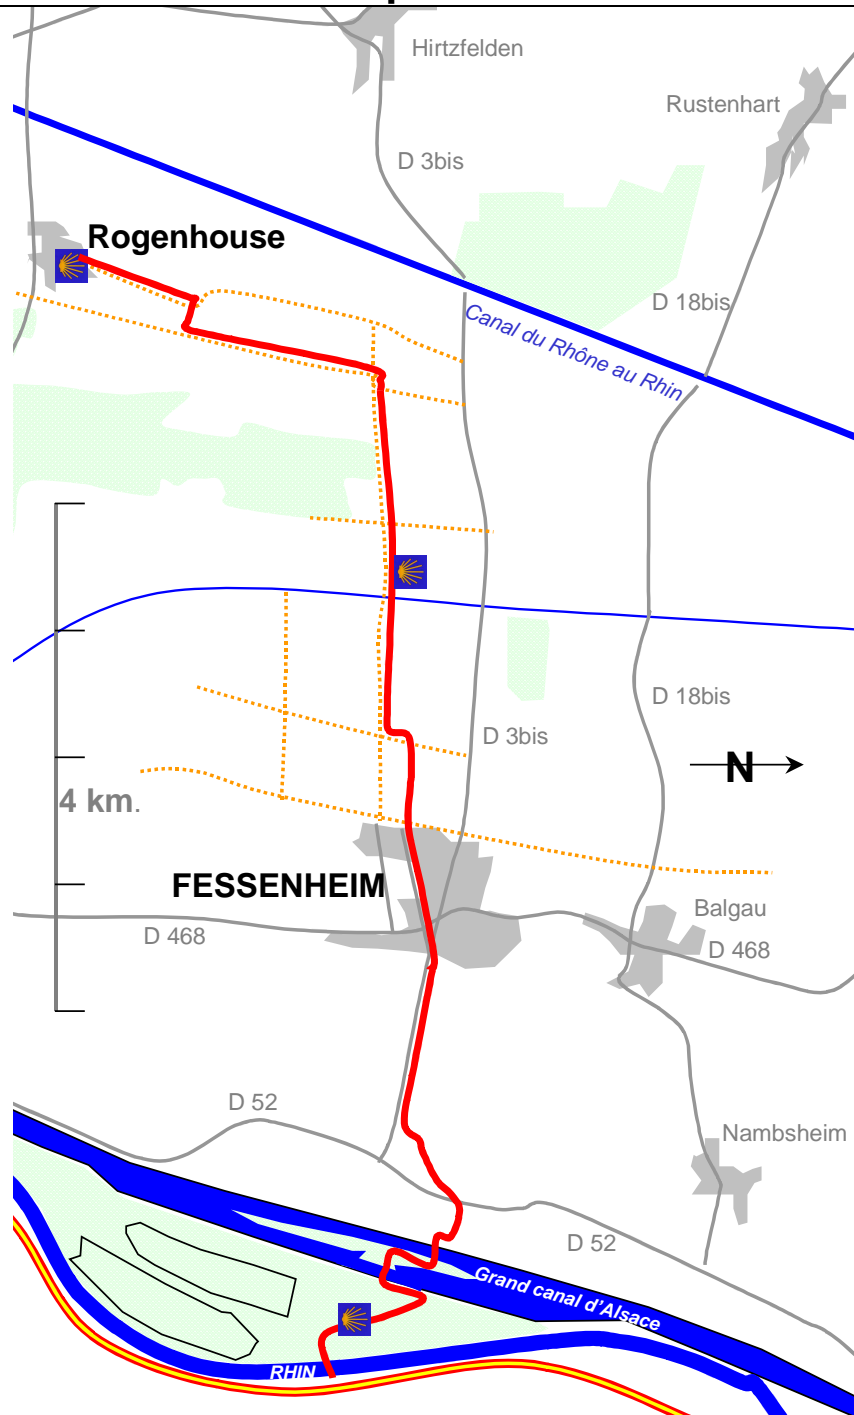 Hirtzfelden
Rustenhart
D 3bis
Rogenhouse
D 18bis
Canal du Rhône au Rhin
D 18bis
D 3bis
N
4 km.
FESSENHEIM
Balgau
D 468
D 468
D 52
Nambsheim
D 52
Grand canal d'Alsace
RHIN